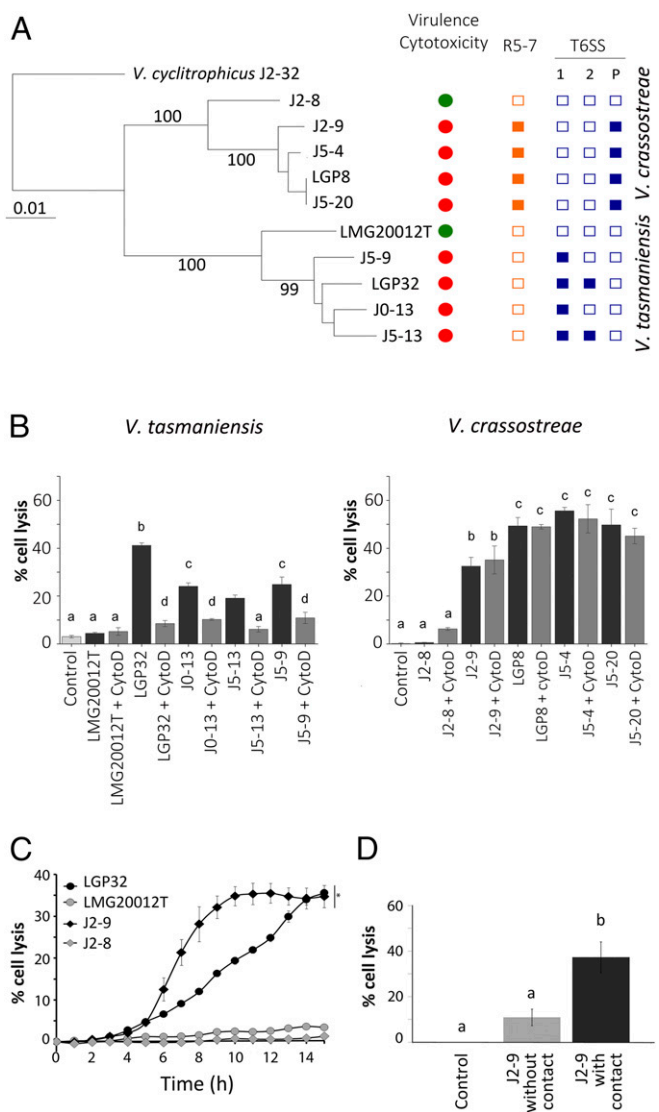 A
Virulence
Cytotoxicity
R5-7
T6SS
1 2 P
V. cyclitrophicus J2-32
J2-8
100
J2-9
100
J5-4
LGP8
J5-20
0.01
LMG20012T
100
J5-9
99
LGP32
J0-13
J5-13
V. crassostreae
V. tasmaniensis
B
V. tasmaniensis
% cell lysis
60
40
20
0
a a a b d c d a c d
Control
LMG20012T
LMG20012T + CytoD
LGP32
LGP32 + CytoD
J0-13
J0-13 + CytoD
J5-13
J5-13 + CytoD
J5-9
J5-9 + CytoD
V. crassostreae
% cell lysis
60
40
20
0
a a a b b c c c c c c
Control
J2-8
J2-8 + CytoD
J2-9
J2-9 + CytoD
LGP8
LGP8 + CytoD
J5-4
J5-4 + CytoD
J5-20
J5-20 + CytoD
C
LGP32
LMG20012T
J2-9
J2-8
% cell lysis
40
30
20
10
0
*
0 2 4 6 8 10 12 14
Time (h)
D
% cell lysis
60
40
20
0
a a b
Control
J2-9
without
contact
J2-9
with
contact